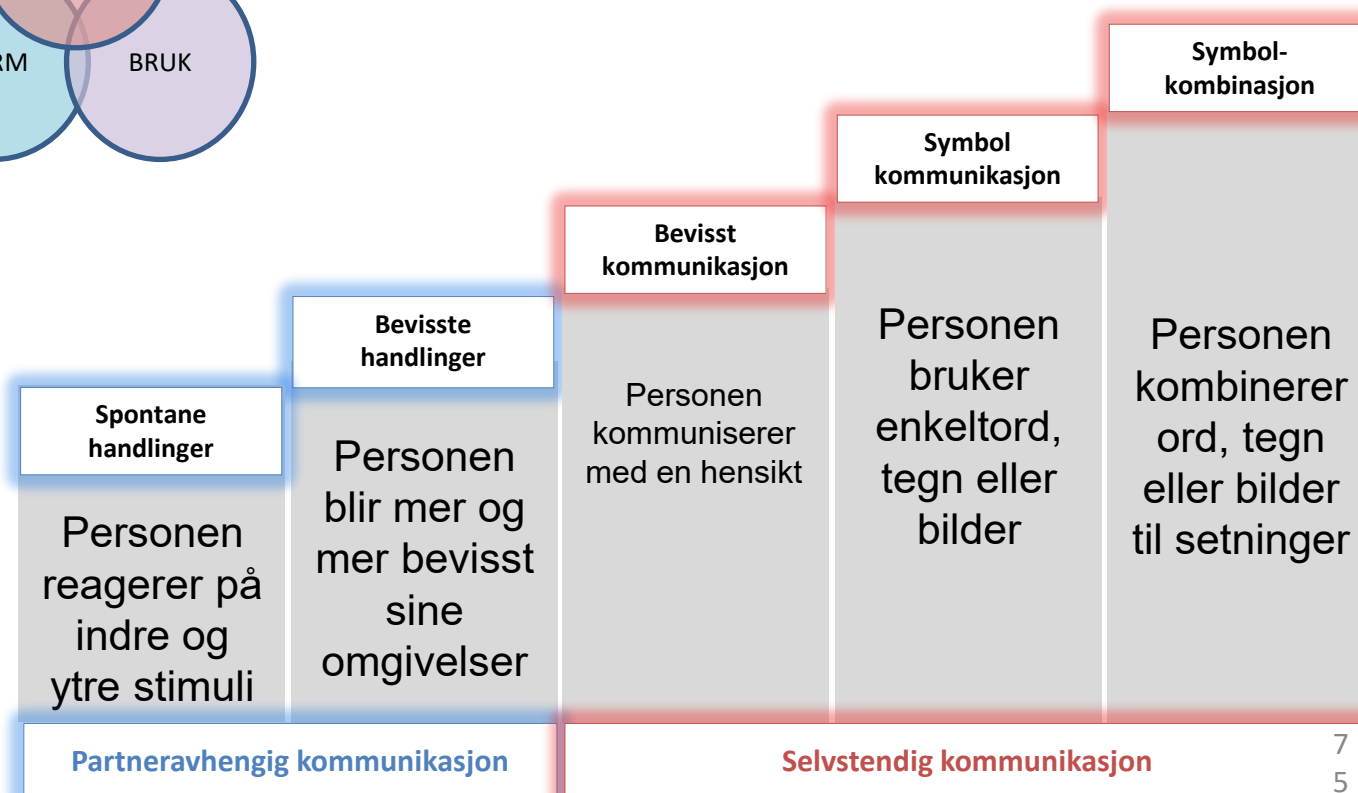 RM
BRUK
Symbol-
kombinasjon
Symbol
kommunikasjon
Bevisst
kommunikasjon
Bevisste
handlinger
Spontane
handlinger
Personen
reagerer på
indre og
ytre stimuli
Personen
blir mer og
mer bevisst
sine
omgivelser
Personen
kommuniserer
med en hensikt
Personen
bruker
enkeltord,
tegn eller
bilder
Personen
kombinerer
ord, tegn
eller bilder
til setninger
Partneravhengig kommunikasjon
Selvstendig kommunikasjon
7
5